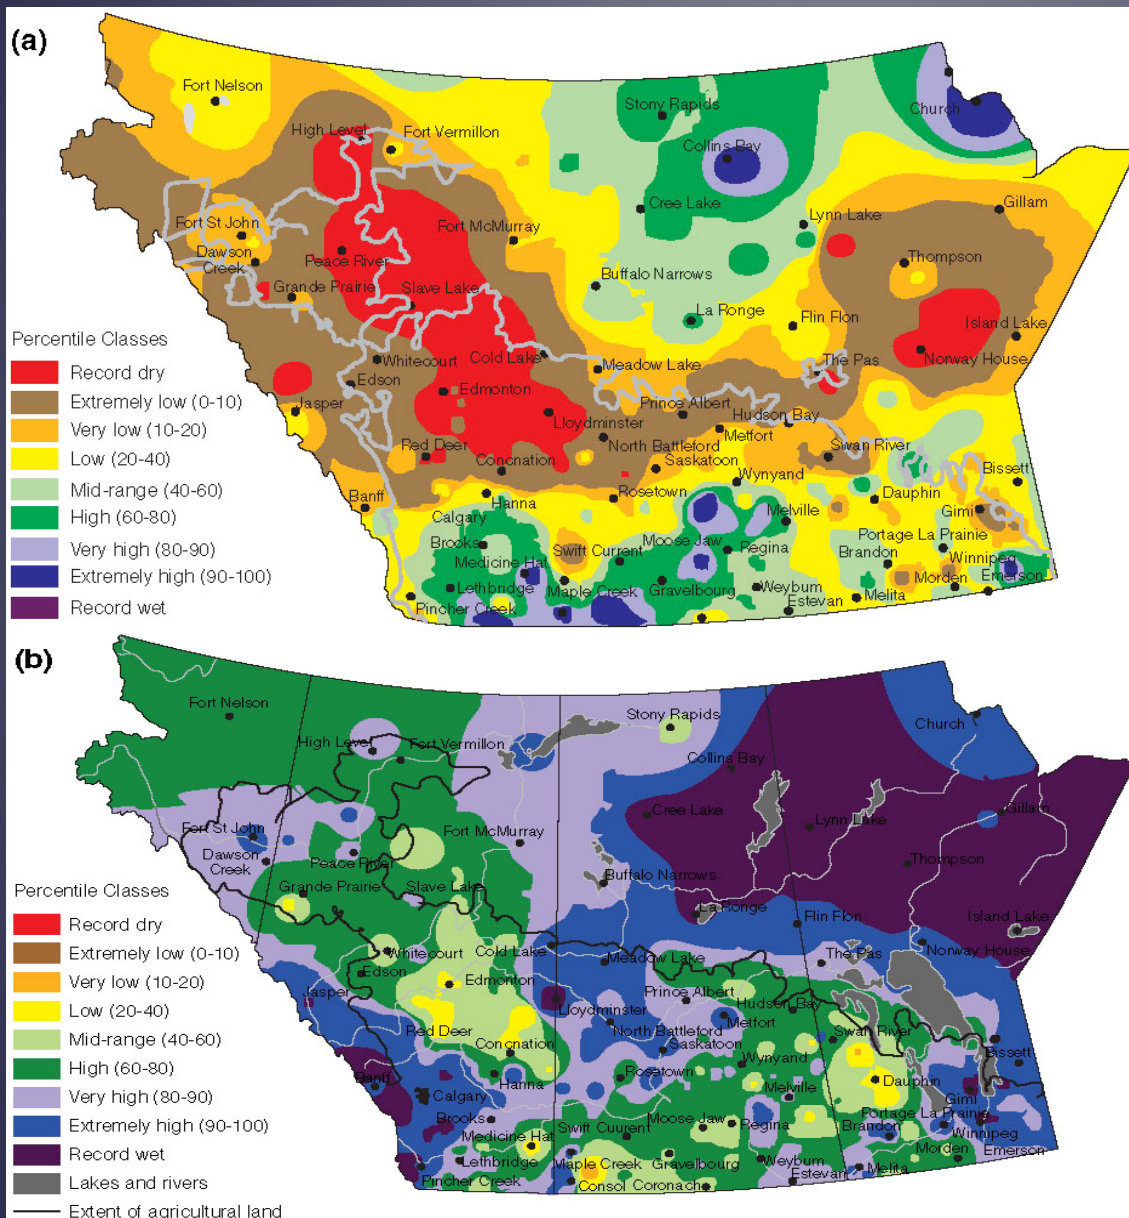 (a)
Fort Nelson
Stony Rapids
Church
High Level
Fort Vermillon
Collins Bay
Cree Lake
Gillam
Fort St John
Fort McMurray
Lynn Lake
Dawson
Creek
Peace River
Thompson
Grande Prairie
Slave Lake
Buffalo Narrows
La Ronge
Flin Flon
Island Lake
Percentile Classes
Whitecourt
Cold Lake
Meadow Lake
The Pas
Norway House
Record dry
Edson
Edmonton
Extremely low (0-10)
Jasper
Prince Albert
Hudson Bay
Lloydminster
Metfort
Very low (10-20)
Red Deer
North Battleford
Swan River
Low (20-40)
Concnation
Saskatoon
Wynyand
Bissett
Mid-range (40-60)
Banff
Hanna
Rosetown
Dauphin
High (60-80)
Calgary
Melville
Gimi
Brooks
Moose Jaw
Portage La Prairie
Very high (80-90)
Swift Current
Regina
Brandon
Winnipeg
Medicine Hat
Extremely high (90-100)
Lethbridge
Maple Creek
Gravelbourg
Weybum
Morden
Emerson
Record wet
Pincher Creek
Estevan
Melita
(b)
Fort Nelson
Stony Rapids
Church
High Level
Fort Vermillon
Collins Bay
Cree Lake
Lynn Lake
Gillam
Fort St John
Fort McMurray
Dawson
Creek
Peace River
Thompson
Percentile Classes
Grande Prairie
Slave Lake
Buffalo Narrows
La Ronge
Flin Flon
Island Lake
Record dry
Whitecourt
Cold Lake
Meadow Lake
The Pas
Norway House
Extremely low (0-10)
Edson
Edmonton
Very low (10-20)
Jasper
Prince Albert
Hudson Bay
Low (20-40)
Lloydminster
Metfort
Red Deer
North Battleford
Swan River
Mid-range (40-60)
Concnation
Saskatoon
Wynyand
Bissett
High (60-80)
Banff
Hanna
Rosetown
Melville
Dauphin
Very high (80-90)
Calgary
Gimi
Brooks
Moose Jaw
Portage La Prairie
Extremely high (90-100)
Medicine Hat
Swift Cuurent
Regina
Brandon
Winnipeg
Record wet
Lethbridge
Maple Creek
Gravelbourg
Weybum
Morden
Emerson
Lakes and rivers
Pincher Creek
Consol
Coronach
Estevan
Melita
Extent of agricultural land